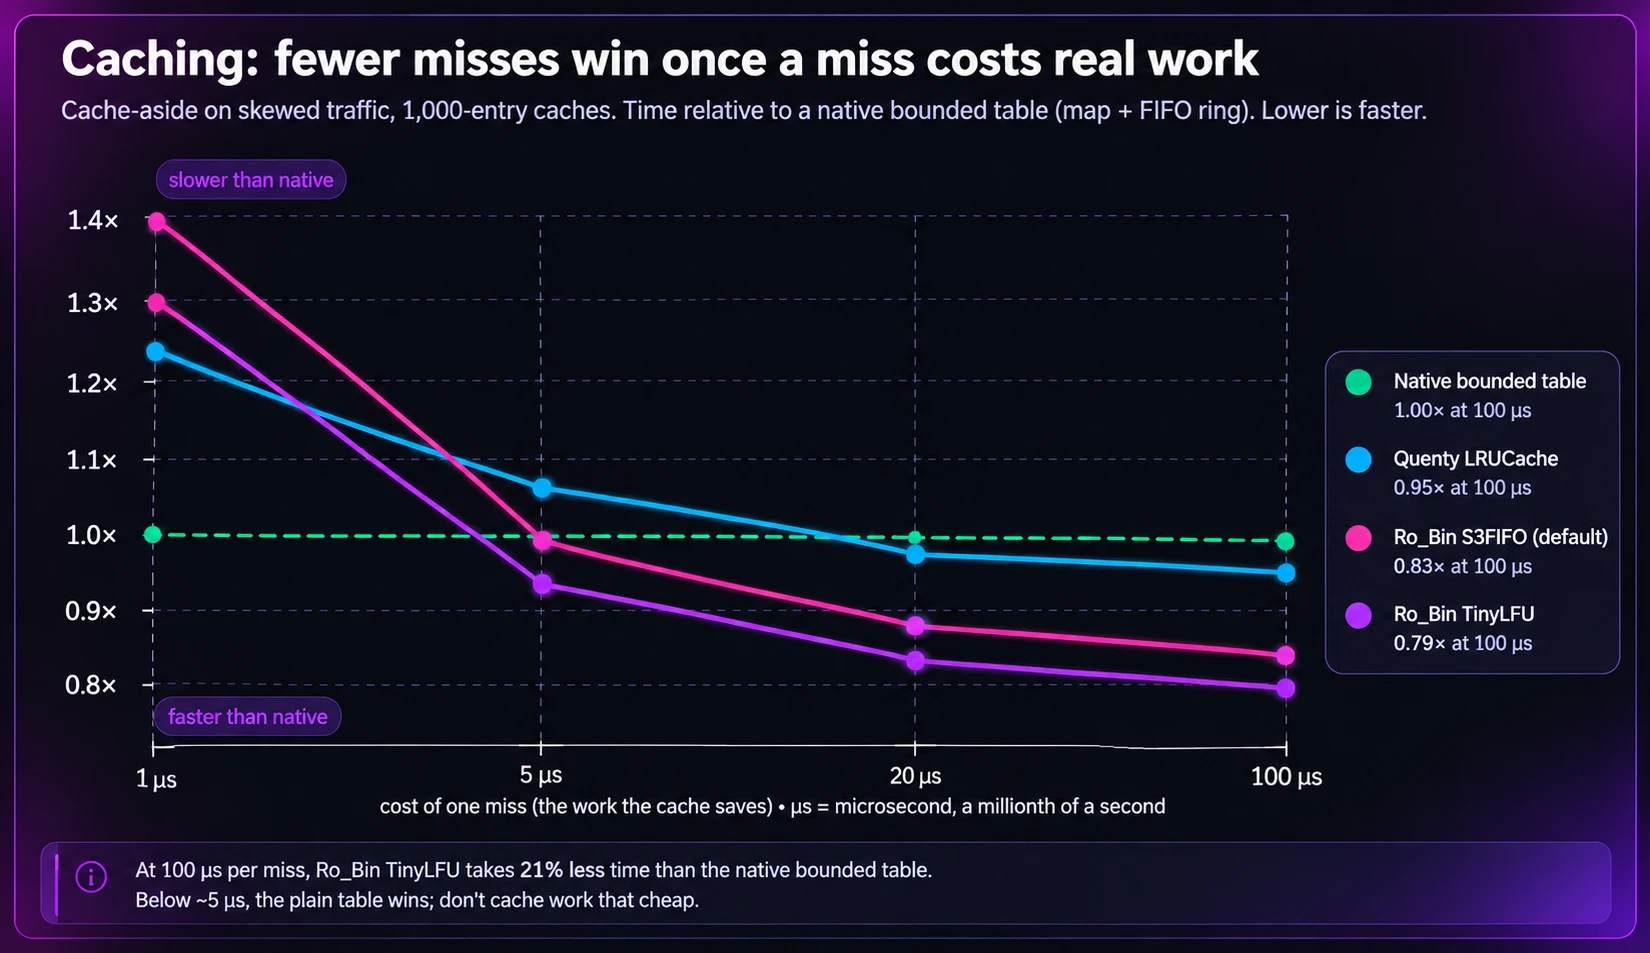 Caching: fewer misses win once a miss costs real work
Cache-aside on skewed traffic, 1,000-entry caches. Time relative to a native bounded table (map + FIFO ring). Lower is faster.
slower than native
1.4×
1.3×
1.2×
1.1×
1.0×
0.9×
0.8×
faster than native
1 µs
5 µs
20 µs
100 µs
cost of one miss (the work the cache saves) • µs = microsecond, a millionth of a second
Native bounded table
1.00× at 100 µs
Quenty LRUCache
0.95× at 100 µs
Ro_Bin S3FIFO (default)
0.83× at 100 µs
Ro_Bin TinyLFU
0.79× at 100 µs
At 100 µs per miss, Ro_Bin TinyLFU takes 21% less time than the native bounded table.
Below ~5 µs, the plain table wins; don't cache work that cheap.